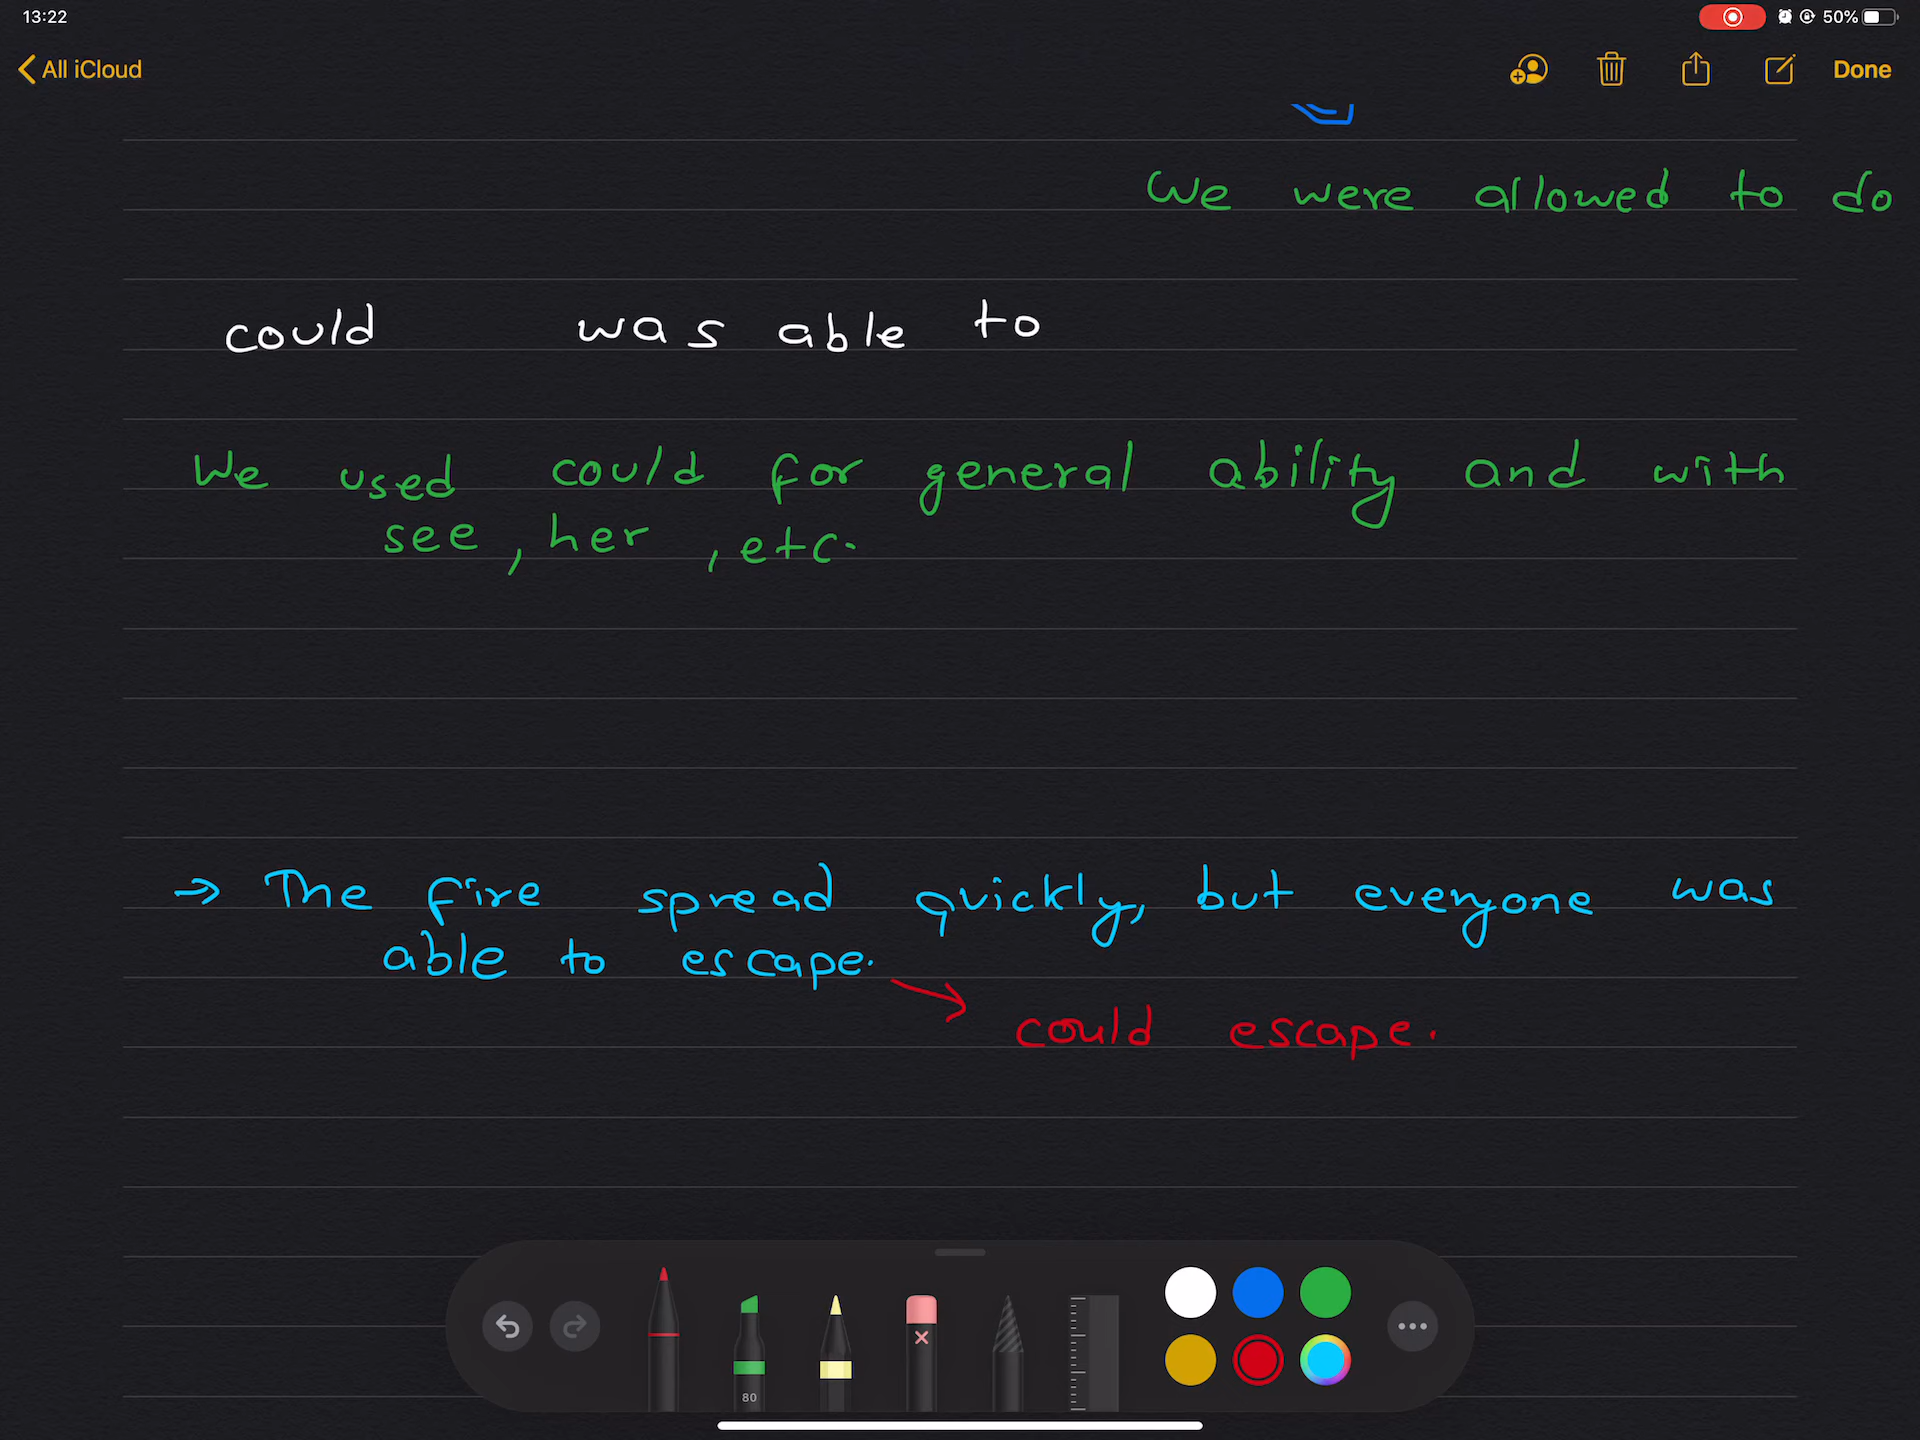 13:22
50%
All iCloud
Done
We were allowed to do
could was able to
We used could for general ability and with
see, her, etc.
→ The fire spread quickly, but everyone was
able to escape.
could escape.
80